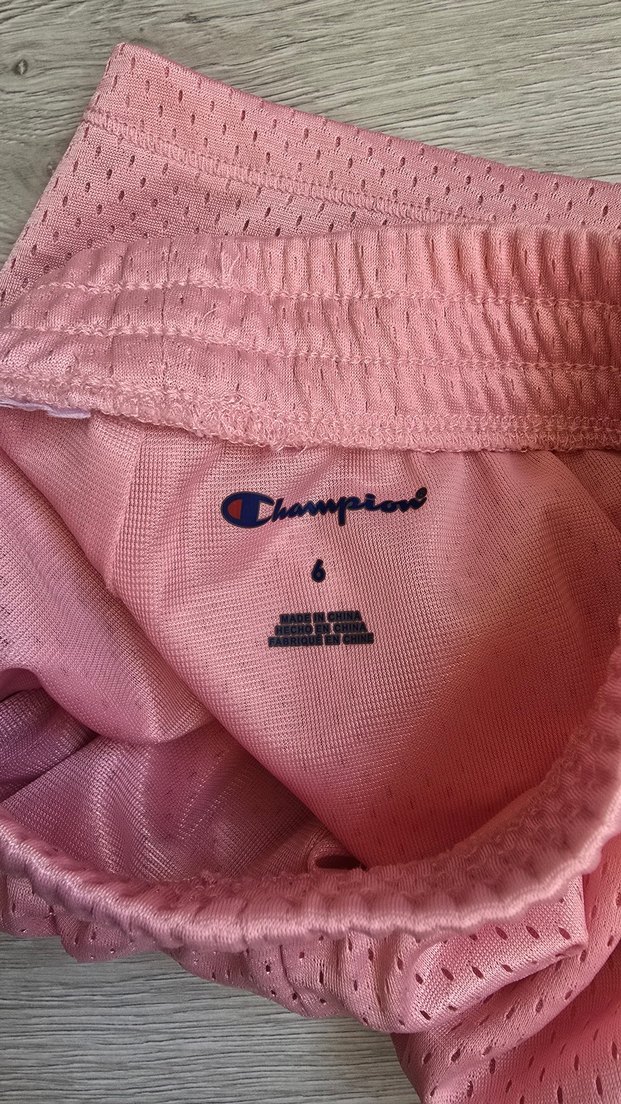 Champion
6
MADE IN CHINA
HECHO EN CHINA
FABRIQUÉ EN CHINE